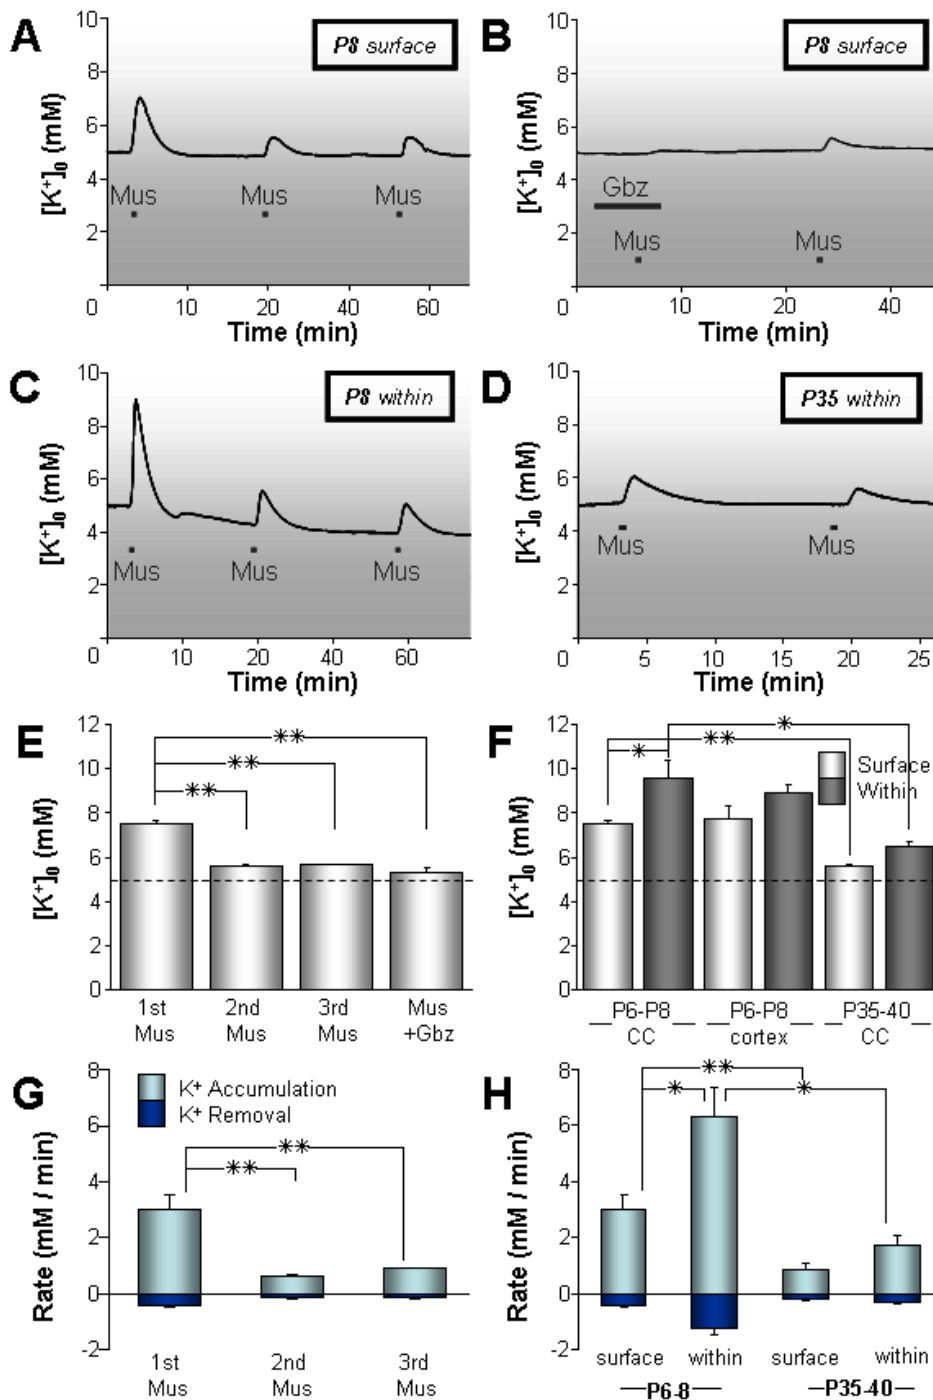 A
P8 surface
[K⁺]₀ (mM)
10
8
6
4
2
0
Mus
Mus
Mus
10
20
40
60
Time (min)
B
P8 surface
[K⁺]₀ (mM)
10
8
6
4
2
0
Gbz
Mus
Mus
10
20
40
Time (min)
C
P8 within
[K⁺]₀ (mM)
10
8
6
4
2
0
Mus
Mus
Mus
10
20
40
60
Time (min)
D
P35 within
[K⁺]₀ (mM)
10
8
6
4
2
0
Mus
Mus
5
10
15
20
25
Time (min)
E
[K⁺]₀ (mM)
12
10
8
6
4
2
0
**
**
**
1st
Mus
2nd
Mus
3rd
Mus
Mus
+Gbz
F
[K⁺]₀ (mM)
12
10
8
6
4
2
0
*
**
*
Surface
Within
P6-P8
CC
P6-P8
cortex
P35-40
CC
G
Rate (mM / min)
8
6
4
2
0
-2
K⁺ Accumulation
K⁺ Removal
**
**
1st
Mus
2nd
Mus
3rd
Mus
H
Rate (mM / min)
8
6
4
2
0
-2
**
*
*
surface
within
surface
within
P6-8
P35-40